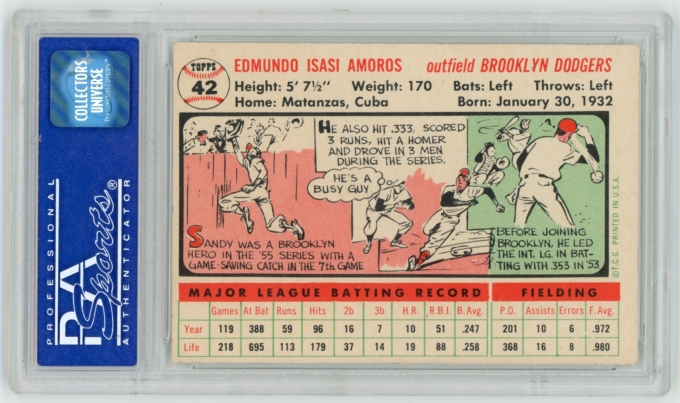 COLLECTORS
UNIVERSE
PROFESSIONAL
PSA
Sports
AUTHENTICATOR
TOPPS
42
EDMUNDO ISASI AMOROS outfield BROOKLYN DODGERS
Height: 5' 7½" Weight: 170 Bats: Left Throws: Left
Home: Matanzas, Cuba Born: January 30, 1932
SANDY WAS A BROOKLYN
HERO IN THE '55 SERIES WITH A
GAME-SAVING CATCH IN THE 7TH GAME
HE ALSO HIT .333, SCORED
3 RUNS, HIT A HOMER
AND DROVE IN 3 MEN
DURING THE SERIES.
HE'S A
BUSY GUY
BEFORE JOINING
BROOKLYN, HE LED
THE INT. LG. IN BAT-
TING WITH .353 IN '53
© T.C.G. PRINTED IN U.S.A.
MAJOR LEAGUE BATTING RECORD FIELDING
Games At Bat Runs Hits 2b 3b H.R. R.B.I. B.Avg. P.O. Assists Errors F.Avg.
Year 119 388 59 96 16 7 10 51 .247 201 10 6 .972
Life 218 695 113 179 37 14 19 88 .258 368 16 8 .980